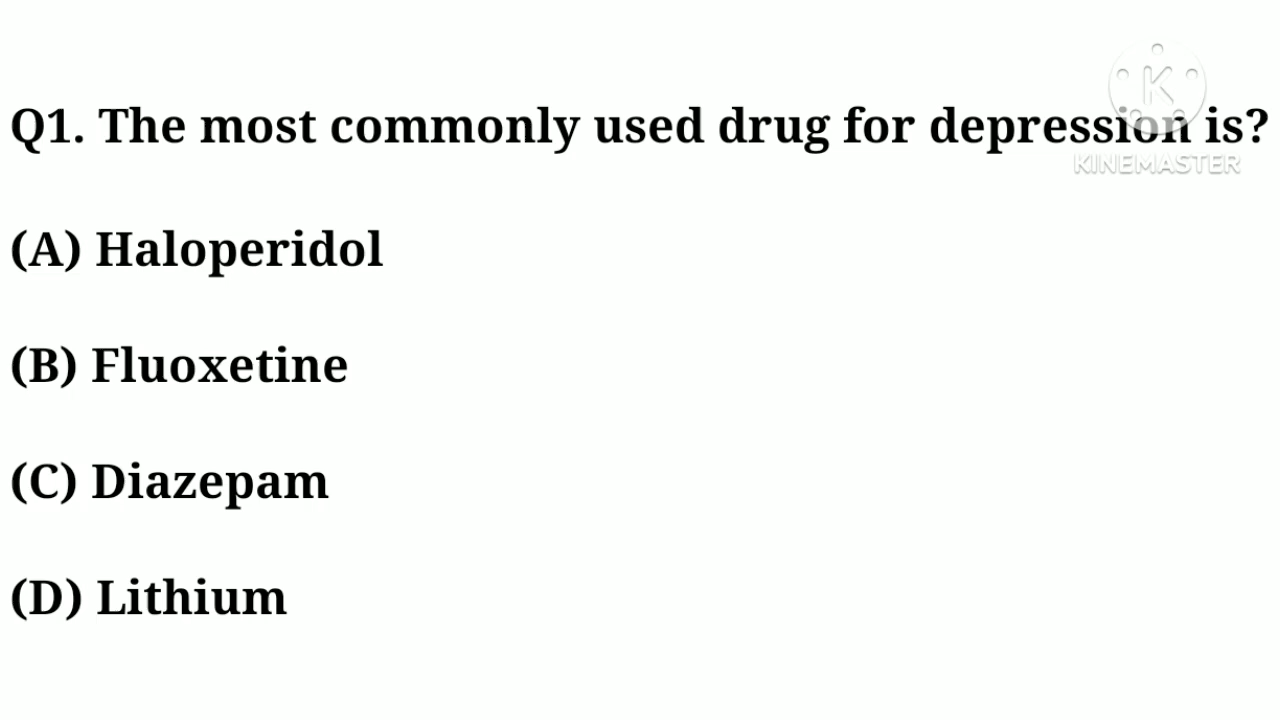 Q1. The most commonly used drug for depression is?
KINEMASTER
(A) Haloperidol
(B) Fluoxetine
(C) Diazepam
(D) Lithium